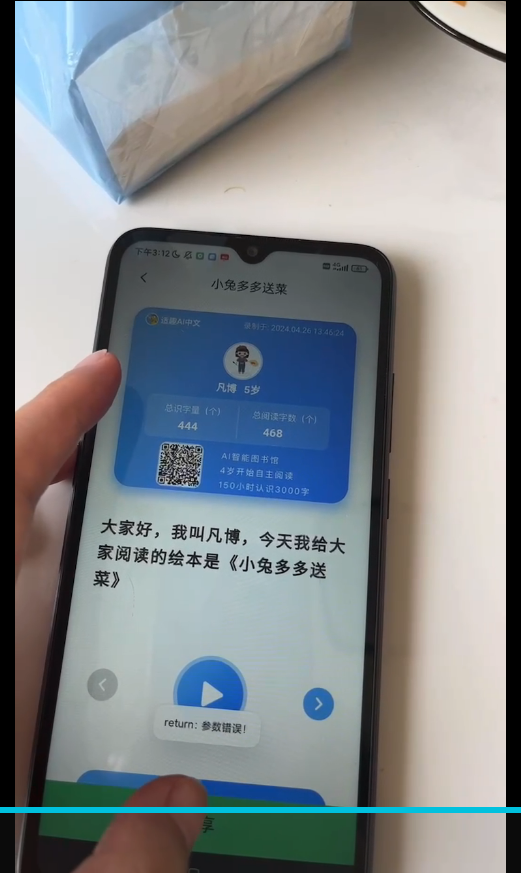 下午3:12
小兔多多送菜
AI中文
录制于: 2024.04.26 13:46:24
凡博 5岁
总识字量（个）
444
总阅读字数（个）
468
AI智能图书馆
4岁开始自主阅读
150小时认识3000字
大家好，我叫凡博，今天我给大
家阅读的绘本是《小兔多多送
菜》
return: 参数错误!
享